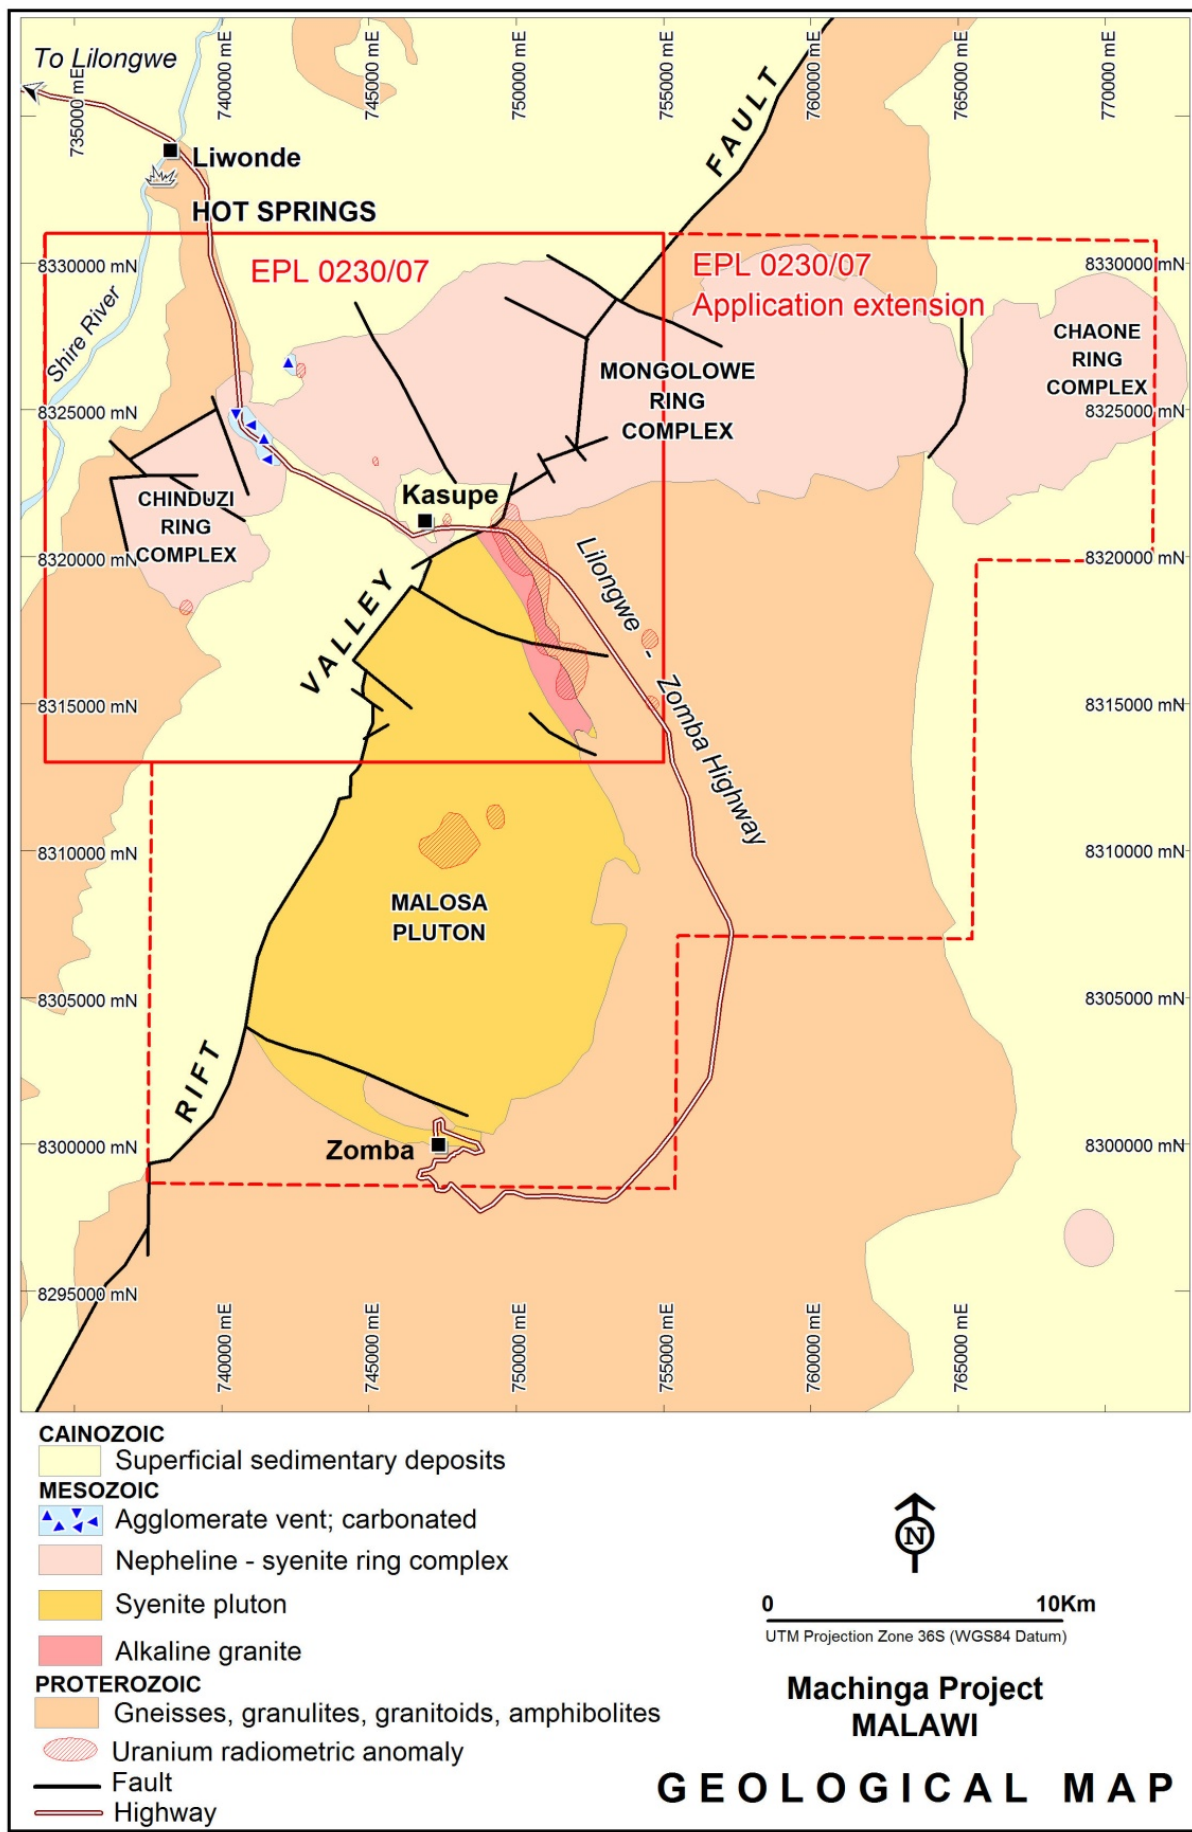 To Lilongwe
735000 mE
740000 mE
745000 mE
750000 mE
755000 mE
760000 mE
765000 mE
770000 mE
Liwonde
HOT SPRINGS
FAULT
Shire River
8330000 mN
EPL 0230/07
EPL 0230/07
Application extension
8330000 mN
MONGOLOWE
RING
COMPLEX
CHAONE
RING
COMPLEX
8325000 mN
8325000 mN
CHINDUZI
RING
COMPLEX
Kasupe
8320000 mN
8320000 mN
VALLEY
Lilongwe - Zomba Highway
8315000 mN
8315000 mN
8310000 mN
8310000 mN
MALOSA
PLUTON
8305000 mN
8305000 mN
RIFT
Zomba
8300000 mN
8300000 mN
8295000 mN
740000 mE
745000 mE
750000 mE
755000 mE
760000 mE
765000 mE
CAINOZOIC
Superficial sedimentary deposits
MESOZOIC
Agglomerate vent; carbonated
Nepheline - syenite ring complex
Syenite pluton
Alkaline granite
PROTEROZOIC
Gneisses, granulites, granitoids, amphibolites
Uranium radiometric anomaly
Fault
Highway
N
0 10Km
UTM Projection Zone 36S (WGS84 Datum)
Machinga Project
MALAWI
GEOLOGICAL MAP